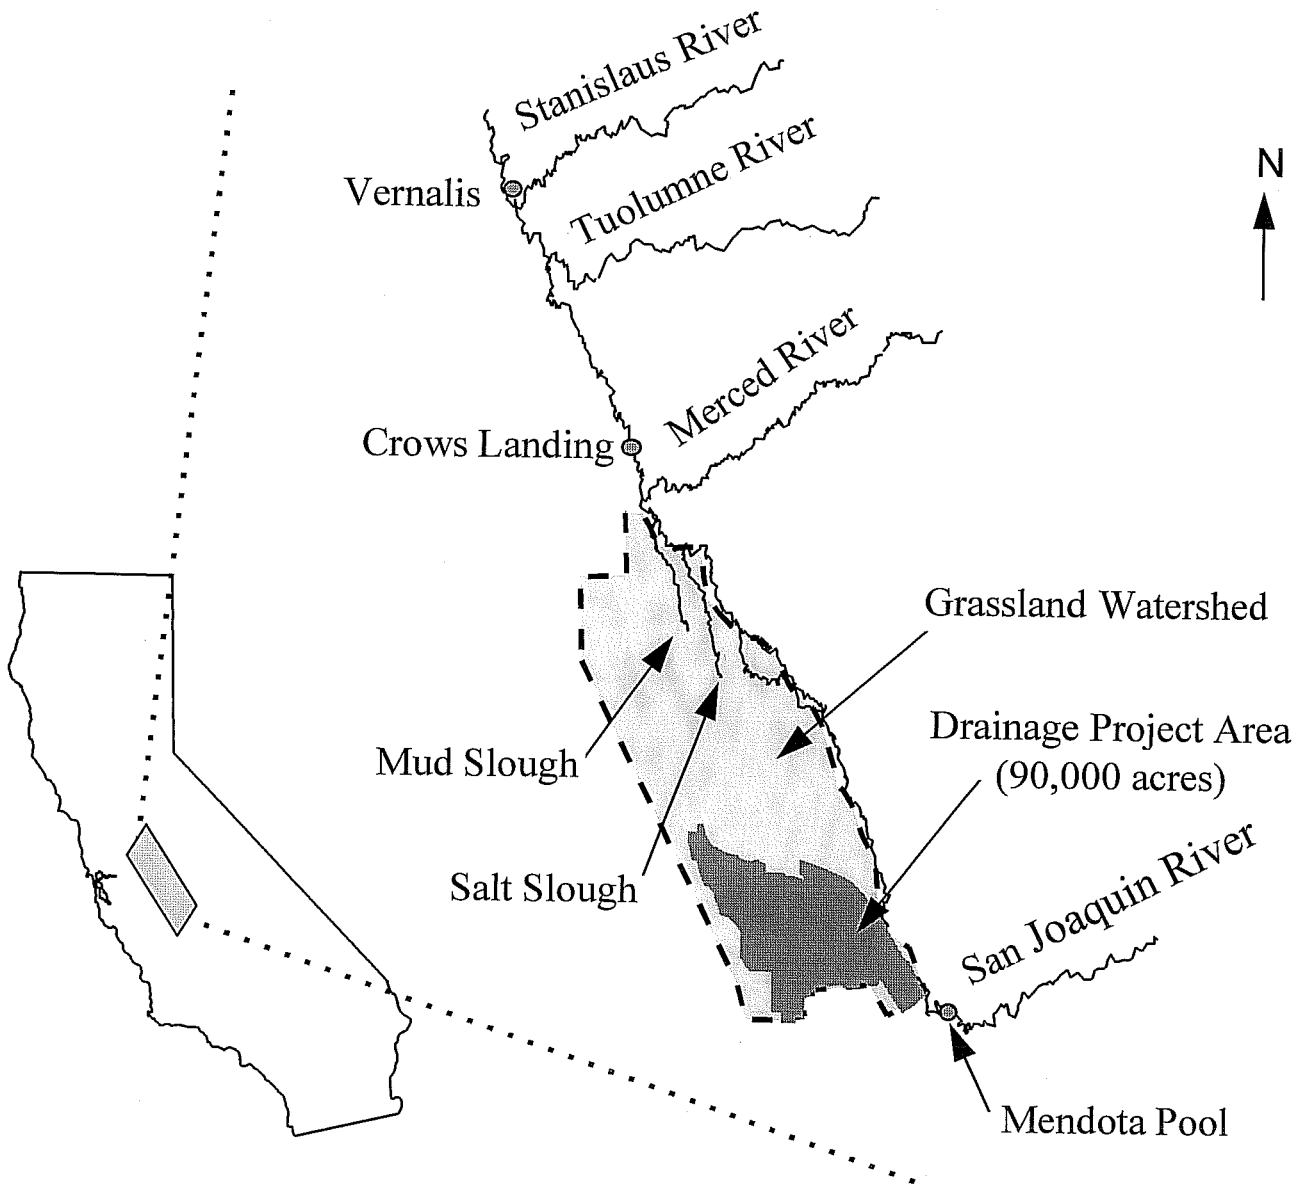 Stanislaus River
Vernalis
Tuolumne River
N
Merced River
Crows Landing
Grassland Watershed
Drainage Project Area
(90,000 acres)
Mud Slough
Salt Slough
San Joaquin River
Mendota Pool